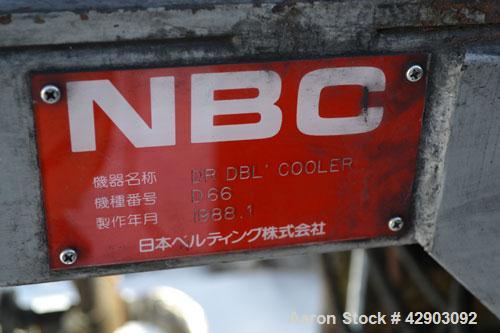 NBC
機器名称 DR DBL' COOLER
機種番号 D66
製作年月 1988.1
日本ベルティング株式会社
Aaron Stock # 42903092